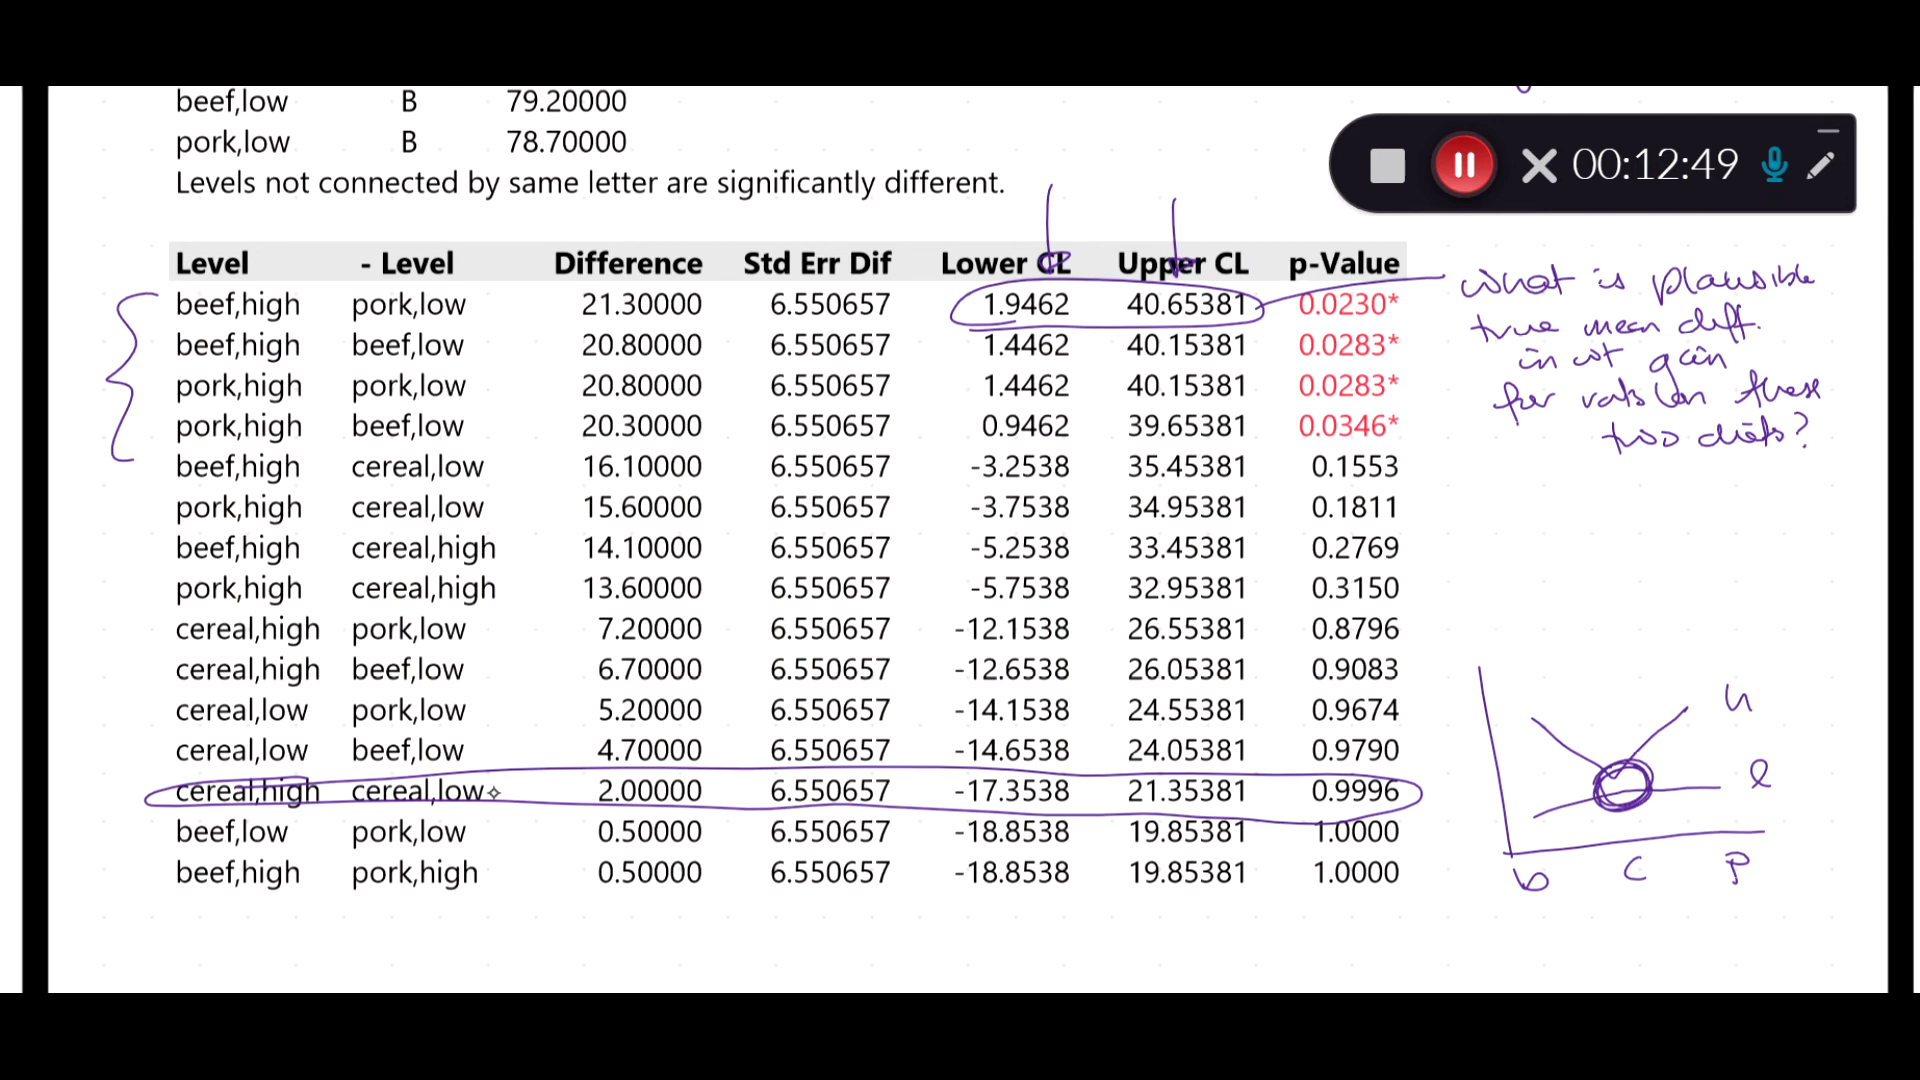 beef,low B 79.20000
pork,low B 78.70000
Levels not connected by same letter are significantly different.
00:12:49
Level - Level Difference Std Err Dif Lower CL Upper CL p-Value
beef,high pork,low 21.30000 6.550657 1.9462 40.65381 0.0230*
beef,high beef,low 20.80000 6.550657 1.4462 40.15381 0.0283*
pork,high pork,low 20.80000 6.550657 1.4462 40.15381 0.0283*
pork,high beef,low 20.30000 6.550657 0.9462 39.65381 0.0346*
beef,high cereal,low 16.10000 6.550657 -3.2538 35.45381 0.1553
pork,high cereal,low 15.60000 6.550657 -3.7538 34.95381 0.1811
beef,high cereal,high 14.10000 6.550657 -5.2538 33.45381 0.2769
pork,high cereal,high 13.60000 6.550657 -5.7538 32.95381 0.3150
cereal,high pork,low 7.20000 6.550657 -12.1538 26.55381 0.8796
cereal,high beef,low 6.70000 6.550657 -12.6538 26.05381 0.9083
cereal,low pork,low 5.20000 6.550657 -14.1538 24.55381 0.9674
cereal,low beef,low 4.70000 6.550657 -14.6538 24.05381 0.9790
cereal,high cereal,low 2.00000 6.550657 -17.3538 21.35381 0.9996
beef,low pork,low 0.50000 6.550657 -18.8538 19.85381 1.0000
beef,high pork,high 0.50000 6.550657 -18.8538 19.85381 1.0000
What is plausible
true mean diff.
in wt gain
for rats on these
two diets?
h
l
b c p